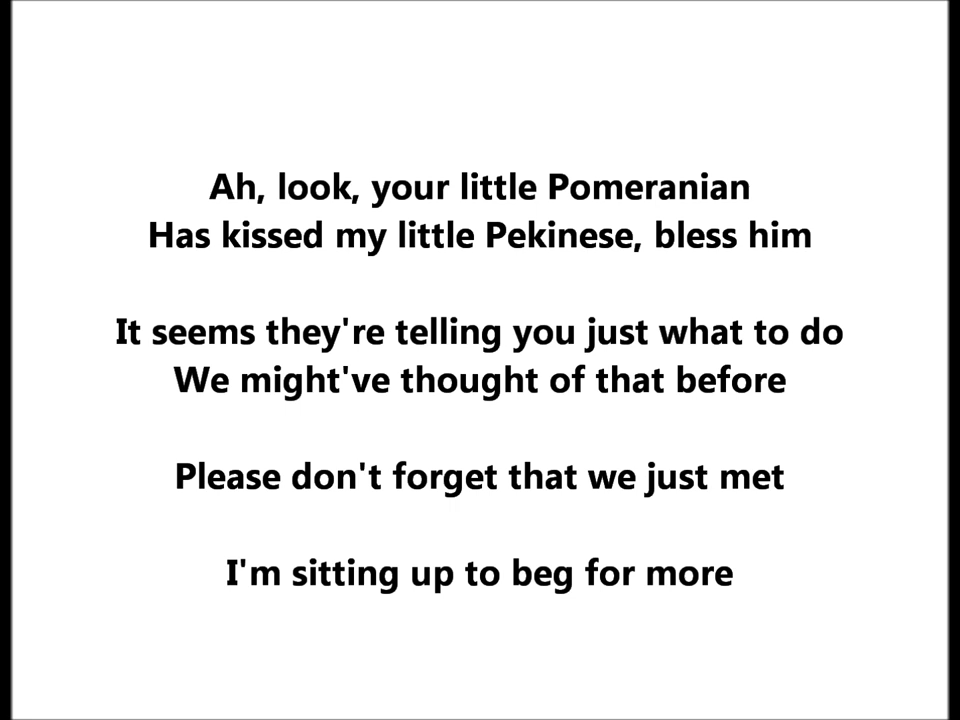 Ah, look, your little Pomeranian
Has kissed my little Pekinese, bless him
It seems they're telling you just what to do
We might've thought of that before
Please don't forget that we just met
I'm sitting up to beg for more